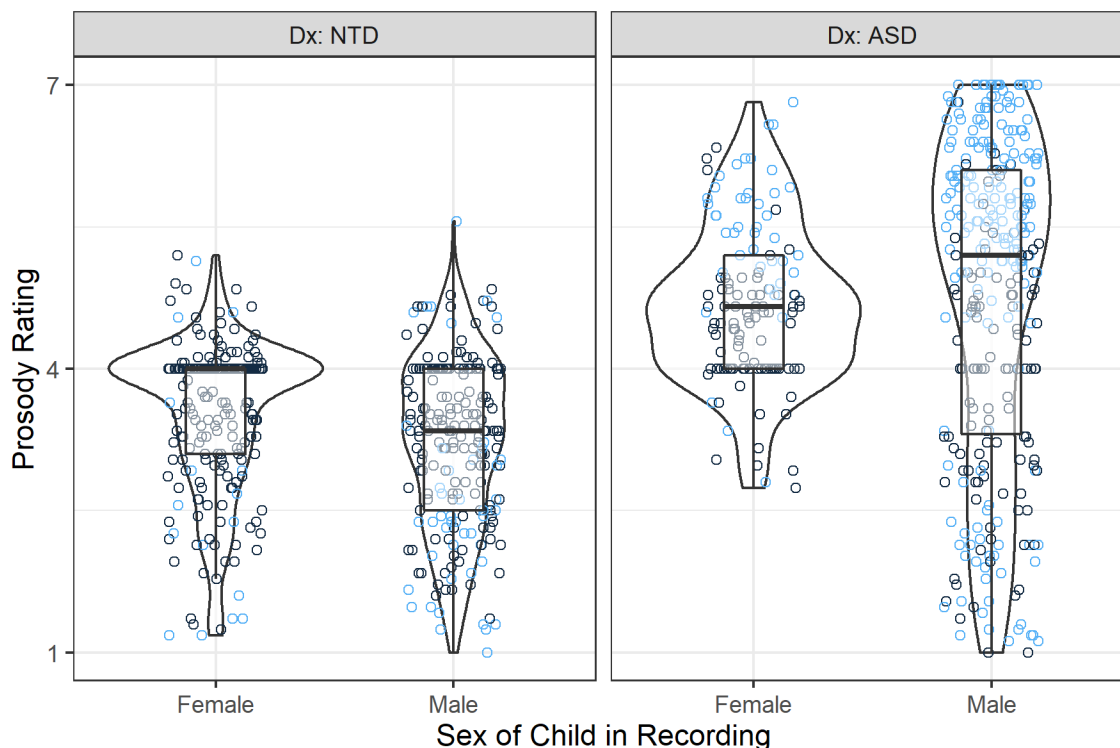 Dx: NTD
Dx: ASD
7
4
1
Prosody Rating
Female
Male
Female
Male
Sex of Child in Recording